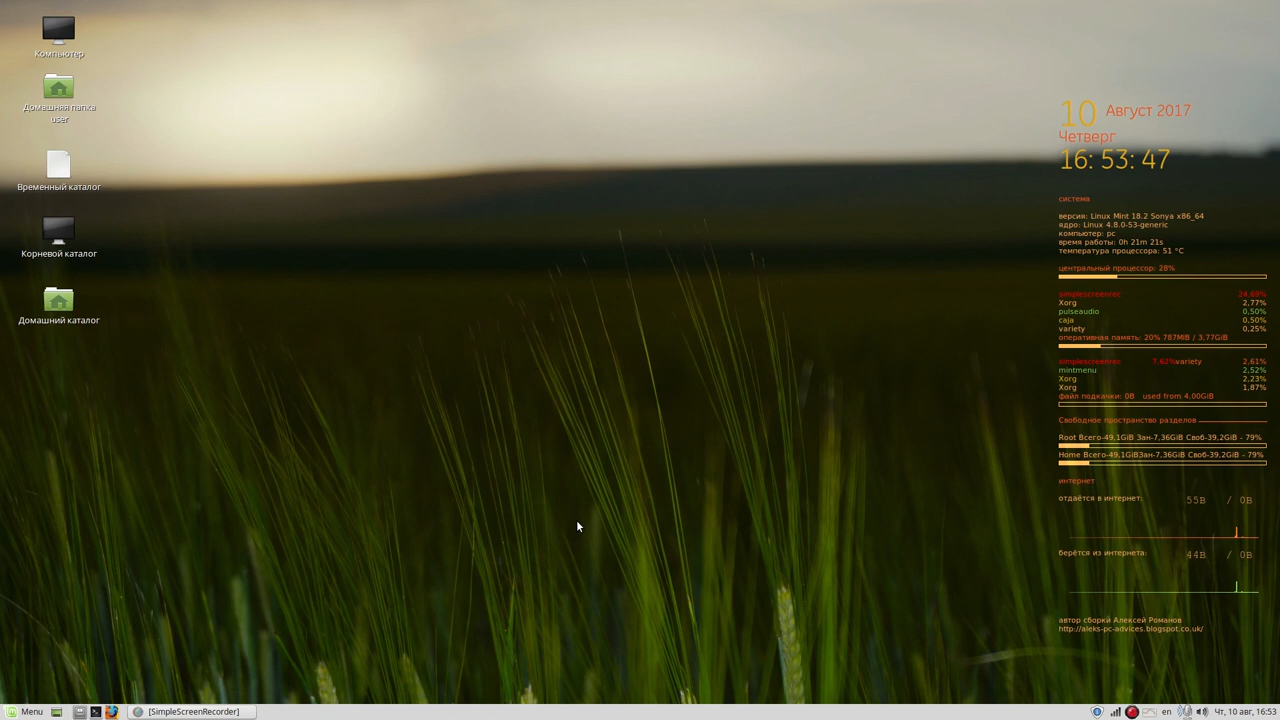 Компьютер
Домашняя папка
user
Временный каталог
Корневой каталог
Домашний каталог
10 Август 2017
Четверг
16: 53: 47
система
версия: Linux Mint 18.2 Sonya x86_64
ядро: Linux 4.8.0-53-generic
компьютер: pc
время работы: 0h 21m 21s
температура процессора: 51 °C
центральный процессор: 28%
simplescreenrec 24,69%
Xorg 2,77%
pulseaudio 0,50%
caja 0,50%
variety 0,25%
оперативная память: 20% 787MiB / 3,77GiB
simplescreenrec 7,62%variety 2,61%
mintmenu 2,52%
Xorg 2,23%
Xorg 1,87%
файл подкачки: 0B used from 4,00GiB
Свободное пространство разделов
Root Всего-49,1GiB Зан-7,36GiB Своб-39,2GiB - 79%
Home Всего-49,1GiBЗан-7,36GiB Своб-39,2GiB - 79%
интернет
отдаётся в интернет: 55B / 0B
берётся из интернета: 44B / 0B
автор сборки Алексей Романов
http://aleks-pc-advices.blogspot.co.uk/
Menu [SimpleScreenRecorder] en Чт, 10 авг, 16:53